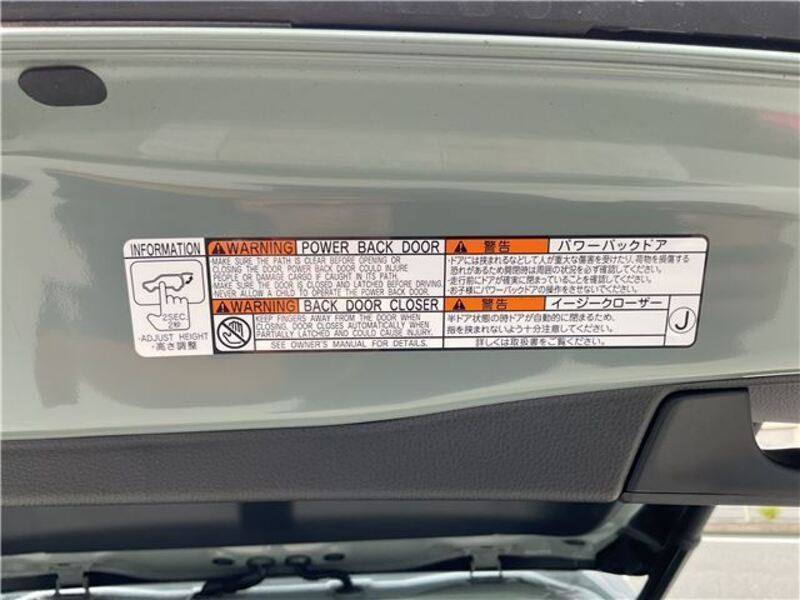 INFORMATION
2SEC.
2秒
・ADJUST HEIGHT
・高さ調整
WARNING POWER BACK DOOR
・MAKE SURE THE PATH IS CLEAR BEFORE OPENING OR
CLOSING THE DOOR. POWER BACK DOOR COULD INJURE
PEOPLE OR DAMAGE CARGO IF CAUGHT IN ITS PATH.
・MAKE SURE THE DOOR IS CLOSED AND LATCHED BEFORE DRIVING.
・NEVER ALLOW A CHILD TO OPERATE THE POWER BACK DOOR.
WARNING BACK DOOR CLOSER
KEEP FINGERS AWAY FROM THE DOOR WHEN
CLOSING. DOOR CLOSES AUTOMATICALLY WHEN
PARTIALLY LATCHED AND COULD CAUSE INJURY.
SEE OWNER'S MANUAL FOR DETAILS.
警告 パワーバックドア
・ドアには挟まれるなどして人が重大な傷害を受けたり、荷物を損傷する
恐れがあるため開閉時は周囲の状況を必ず確認してください。
・走行前にドアが確実に閉まっていることを確認してください。
・お子様にパワーバックドアの操作をさせないでください。
警告 イージークローザー
半ドア状態の時ドアが自動的に閉まるため、
指を挟まれないよう十分注意してください。
詳しくは取扱書をご覧ください。
J